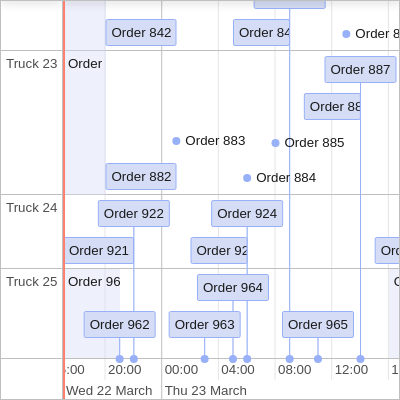 Order 842
Order 84
Order 8
Truck 23
Order
Order 887
Order 88
Order 883
Order 885
Order 882
Order 884
Truck 24
Order 922
Order 924
Order 921
Order 92
Ord
Truck 25
Order 96
Order 964
Order 962
Order 963
Order 965
:00
20:00
00:00
04:00
08:00
12:00
1
Wed 22 March
Thu 23 March